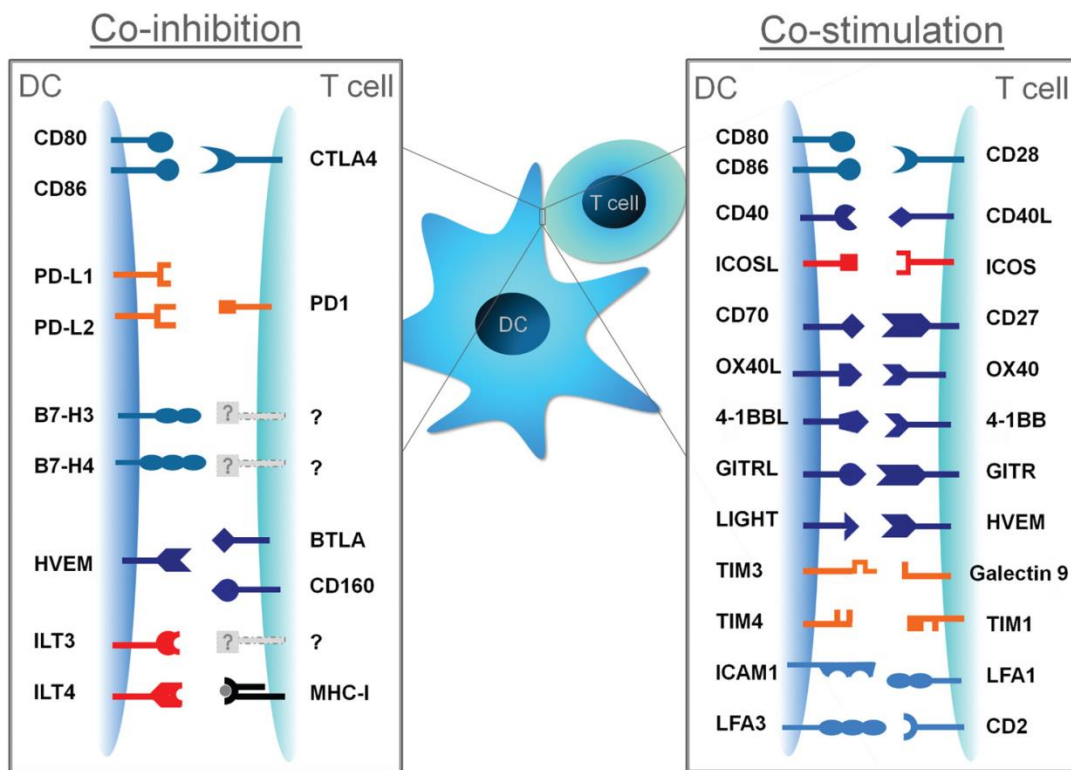 Co-inhibition
DC T cell
CD80
CD86
CTLA4
PD-L1
PD-L2
PD1
B7-H3
? ?
B7-H4
? ?
HVEM
BTLA
CD160
ILT3
? ?
ILT4
MHC-I
T cell
DC
Co-stimulation
DC T cell
CD80
CD86
CD28
CD40
CD40L
ICOSL
ICOS
CD70
CD27
OX40L
OX40
4-1BBL
4-1BB
GITRL
GITR
LIGHT
HVEM
TIM3
Galectin 9
TIM4
TIM1
ICAM1
LFA1
LFA3
CD2